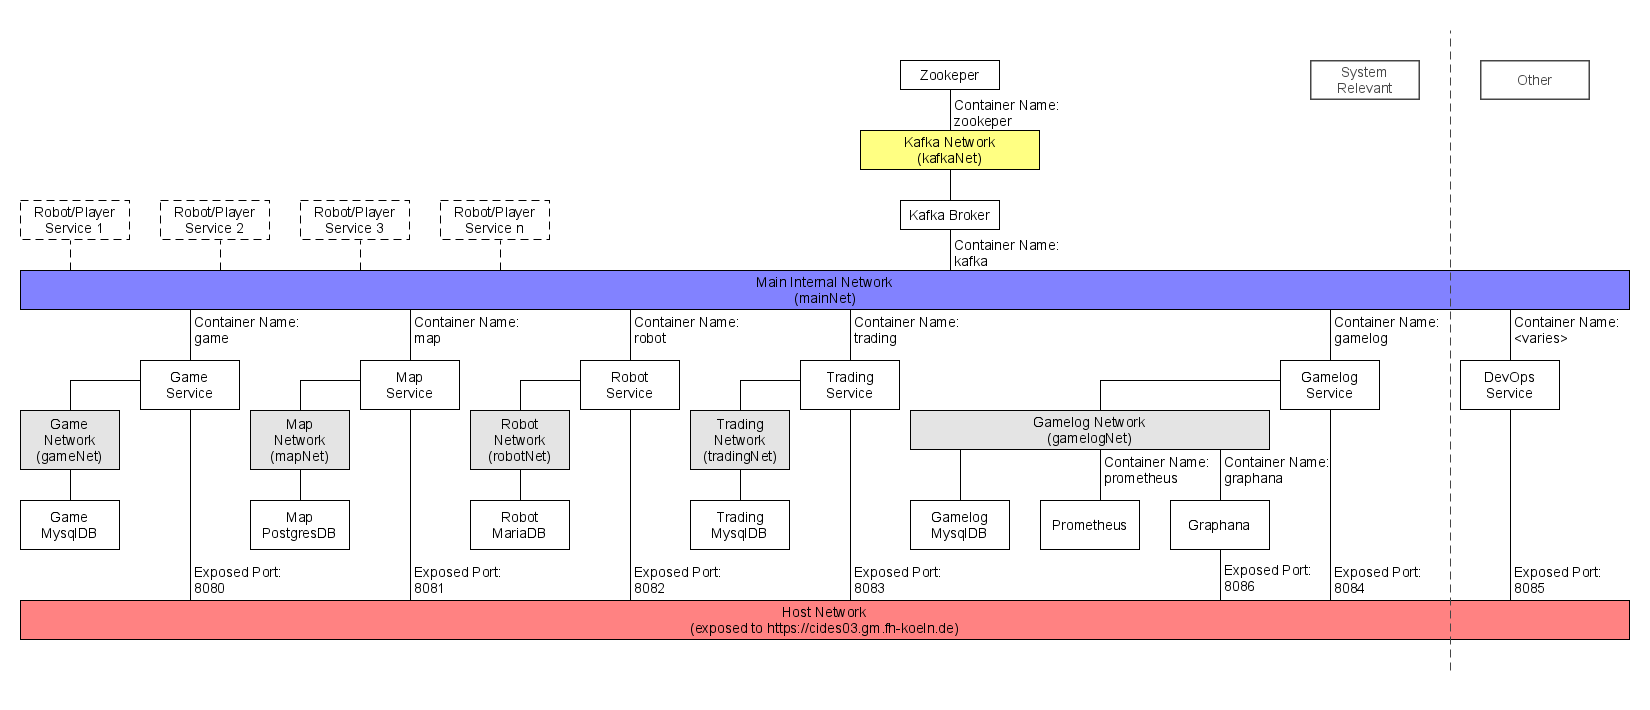 Zookeper
System
Relevant
Other
Container Name:
zookeper
Kafka Network
(kafkaNet)
Robot/Player
Service 1
Robot/Player
Service 2
Robot/Player
Service 3
Robot/Player
Service n
Kafka Broker
Container Name:
kafka
Main Internal Network
(mainNet)
Container Name:
game
Container Name:
map
Container Name:
robot
Container Name:
trading
Container Name:
gamelog
Container Name:
<varies>
Game
Service
Map
Service
Robot
Service
Trading
Service
Gamelog
Service
DevOps
Service
Game
Network
(gameNet)
Map
Network
(mapNet)
Robot
Network
(robotNet)
Trading
Network
(tradingNet)
Gamelog Network
(gamelogNet)
Container Name:
prometheus
Container Name:
graphana
Game
MysqlDB
Map
PostgresDB
Robot
MariaDB
Trading
MysqlDB
Gamelog
MysqlDB
Prometheus
Graphana
Exposed Port:
8080
Exposed Port:
8081
Exposed Port:
8082
Exposed Port:
8083
Exposed Port:
8086
Exposed Port:
8084
Exposed Port:
8085
Host Network
(exposed to https://cides03.gm.fh-koeln.de)